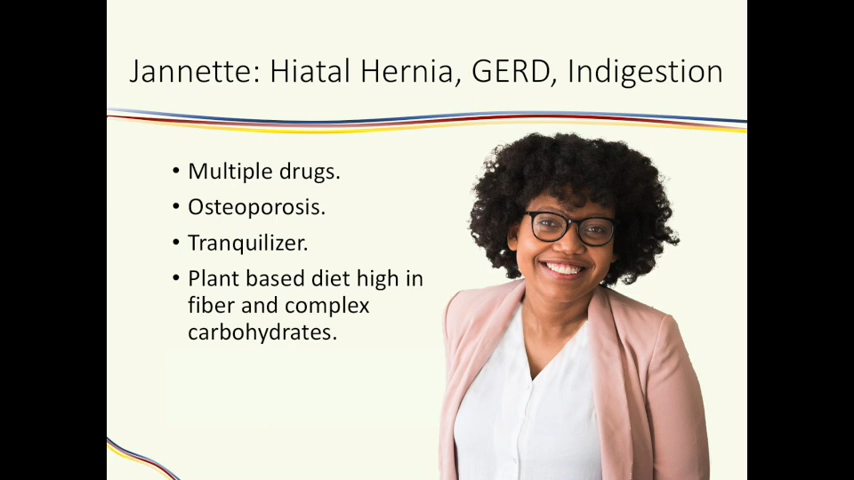 Jannette: Hiatal Hernia, GERD, Indigestion
• Multiple drugs.
• Osteoporosis.
• Tranquilizer.
• Plant based diet high in
fiber and complex
carbohydrates.